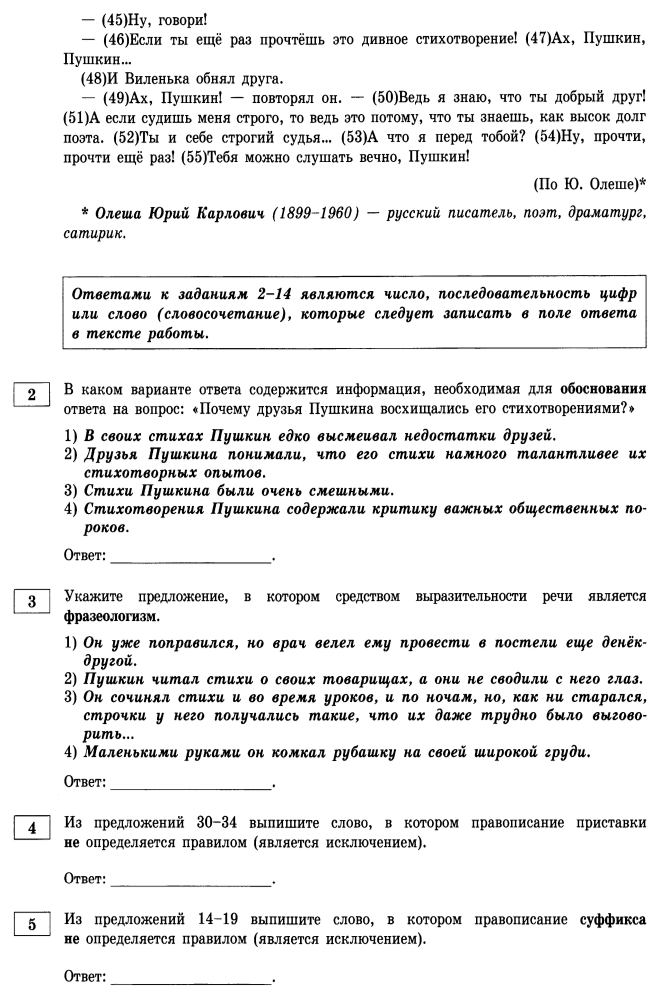 — (45)Ну, говори!
— (46)Если ты ещё раз прочтёшь это дивное стихотворение! (47)Ах, Пушкин,
Пушкин...
(48)И Виленька обнял друга.
— (49)Ах, Пушкин! — повторял он. — (50)Ведь я знаю, что ты добрый друг!
(51)А если судишь меня строго, то ведь это потому, что ты знаешь, как высок долг
поэта. (52)Ты и себе строгий судья... (53)А что я перед тобой? (54)Ну, прочти,
прочти ещё раз! (55)Тебя можно слушать вечно, Пушкин!
(По Ю. Олеше)*
* Олеша Юрий Карлович (1899–1960) — русский писатель, поэт, драматург,
сатирик.
Ответами к заданиям 2–14 являются число, последовательность цифр
или слово (словосочетание), которые следует записать в поле ответа
в тексте работы.
2 В каком варианте ответа содержится информация, необходимая для обоснования
ответа на вопрос: «Почему друзья Пушкина восхищались его стихотворениями?»
1) В своих стихах Пушкин едко высмеивал недостатки друзей.
2) Друзья Пушкина понимали, что его стихи намного талантливее их
стихотворных опытов.
3) Стихи Пушкина были очень смешными.
4) Стихотворения Пушкина содержали критику важных общественных по-
роков.
Ответ: ____________________.
3 Укажите предложение, в котором средством выразительности речи является
фразеологизм.
1) Он уже поправился, но врач велел ему провести в постели еще денёк-
другой.
2) Пушкин читал стихи о своих товарищах, а они не сводили с него глаз.
3) Он сочинял стихи и во время уроков, и по ночам, но, как ни старался,
строчки у него получались такие, что их даже трудно было выгово-
рить...
4) Маленькими руками он комкал рубашку на своей широкой груди.
Ответ: ____________________.
4 Из предложений 30–34 выпишите слово, в котором правописание приставки
не определяется правилом (является исключением).
Ответ: ____________________.
5 Из предложений 14–19 выпишите слово, в котором правописание суффикса
не определяется правилом (является исключением).
Ответ: ____________________.